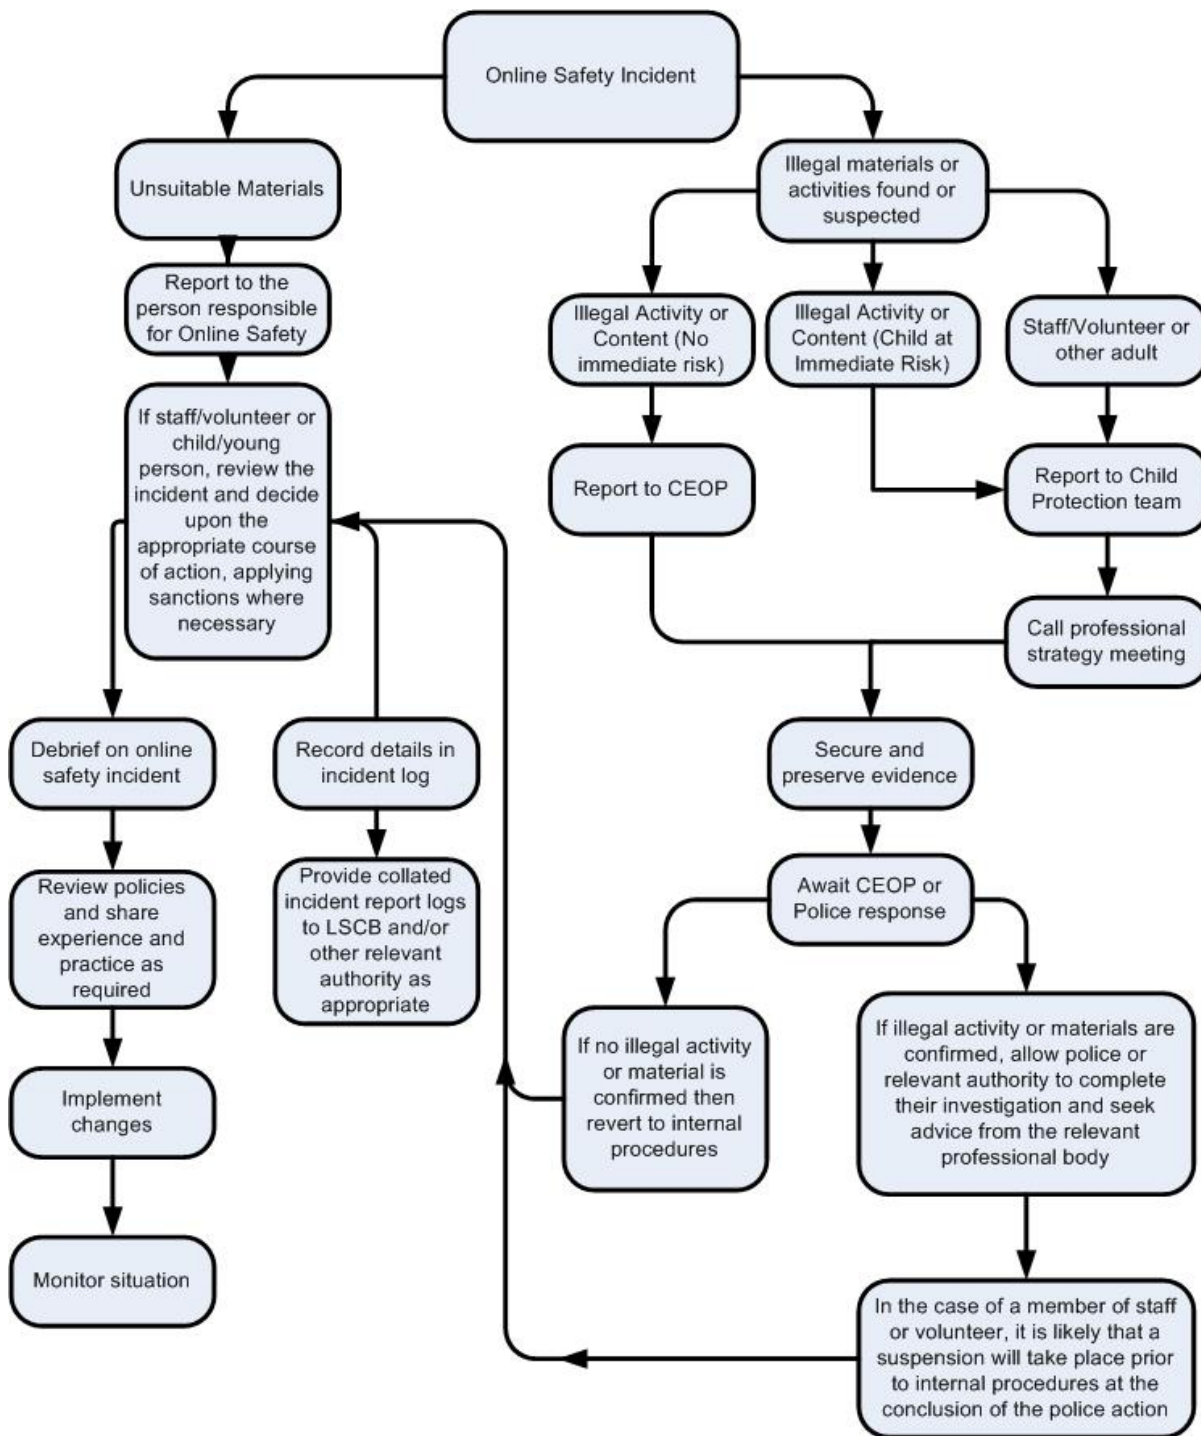 Online Safety Incident
Unsuitable Materials
Illegal materials or
activities found or
suspected
Report to the
person responsible
for Online Safety
Illegal Activity or
Content (No
immediate risk)
Illegal Activity or
Content (Child at
Immediate Risk)
Staff/Volunteer or
other adult
If staff/volunteer or
child/young
person, review the
incident and decide
upon the
appropriate course
of action, applying
sanctions where
necessary
Report to CEOP
Report to Child
Protection team
Call professional
strategy meeting
Debrief on online
safety incident
Record details in
incident log
Secure and
preserve evidence
Review policies
and share
experience and
practice as
required
Provide collated
incident report logs
to LSCB and/or
other relevant
authority as
appropriate
Await CEOP or
Police response
If no illegal activity
or material is
confirmed then
revert to internal
procedures
If illegal activity or materials are
confirmed, allow police or
relevant authority to complete
their investigation and seek
advice from the relevant
professional body
Implement
changes
Monitor situation
In the case of a member of staff
or volunteer, it is likely that a
suspension will take place prior
to internal procedures at the
conclusion of the police action